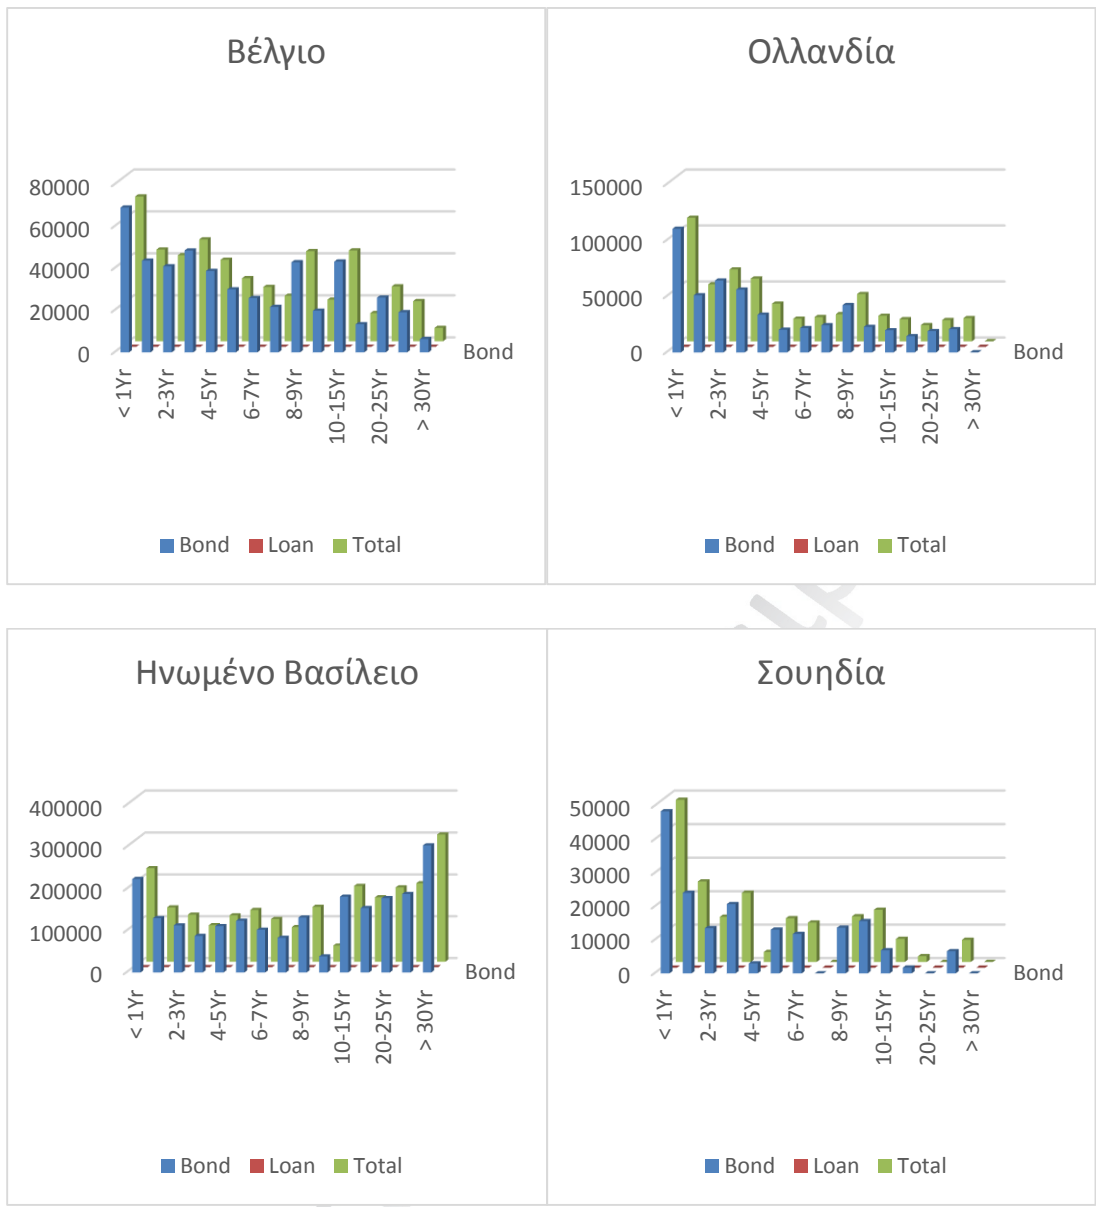 Βέλγιο
80000
60000
40000
20000
0
Bond
< 1Yr
2-3Yr
4-5Yr
6-7Yr
8-9Yr
10-15Yr
20-25Yr
> 30Yr
Bond Loan Total
Ολλανδία
150000
100000
50000
0
Bond
< 1Yr
2-3Yr
4-5Yr
6-7Yr
8-9Yr
10-15Yr
20-25Yr
> 30Yr
Bond Loan Total
Ηνωμένο Βασίλειο
400000
300000
200000
100000
0
Bond
< 1Yr
2-3Yr
4-5Yr
6-7Yr
8-9Yr
10-15Yr
20-25Yr
> 30Yr
Bond Loan Total
Σουηδία
50000
40000
30000
20000
10000
0
Bond
< 1Yr
2-3Yr
4-5Yr
6-7Yr
8-9Yr
10-15Yr
20-25Yr
> 30Yr
Bond Loan Total